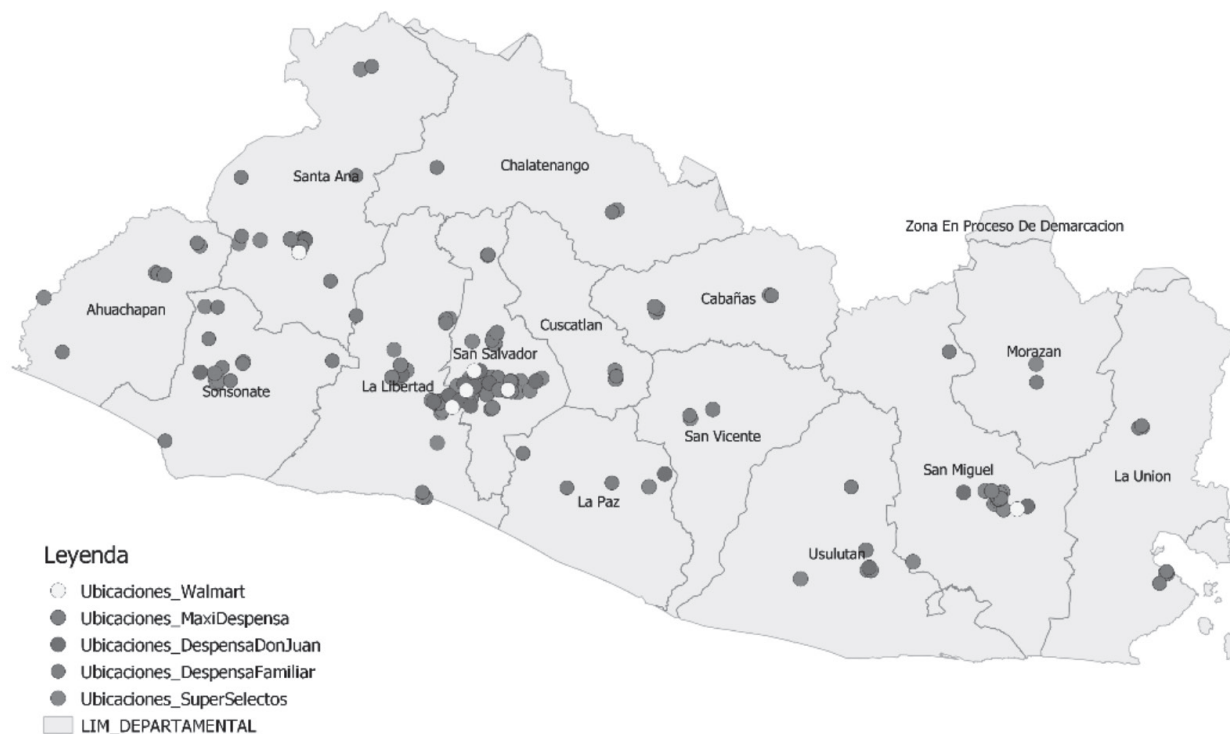 Chalatenango
Santa Ana
Zona En Proceso De Demarcacion
Cabañas
Ahuachapan
Cuscatlan
San Salvador
Morazan
La Libertad
Sonsonate
San Vicente
San Miguel
La Union
La Paz
Usulutan
Leyenda
Ubicaciones_Walmart
Ubicaciones_MaxiDespensa
Ubicaciones_DespensaDonJuan
Ubicaciones_DespensaFamiliar
Ubicaciones_SuperSelectos
LIM_DEPARTAMENTAL